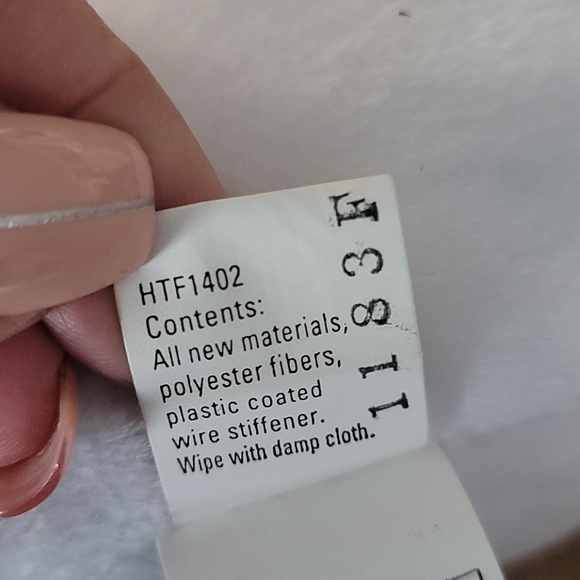 HTF1402
Contents:
All new materials,
polyester fibers,
plastic coated
wire stiffener.
Wipe with damp cloth.
1183F